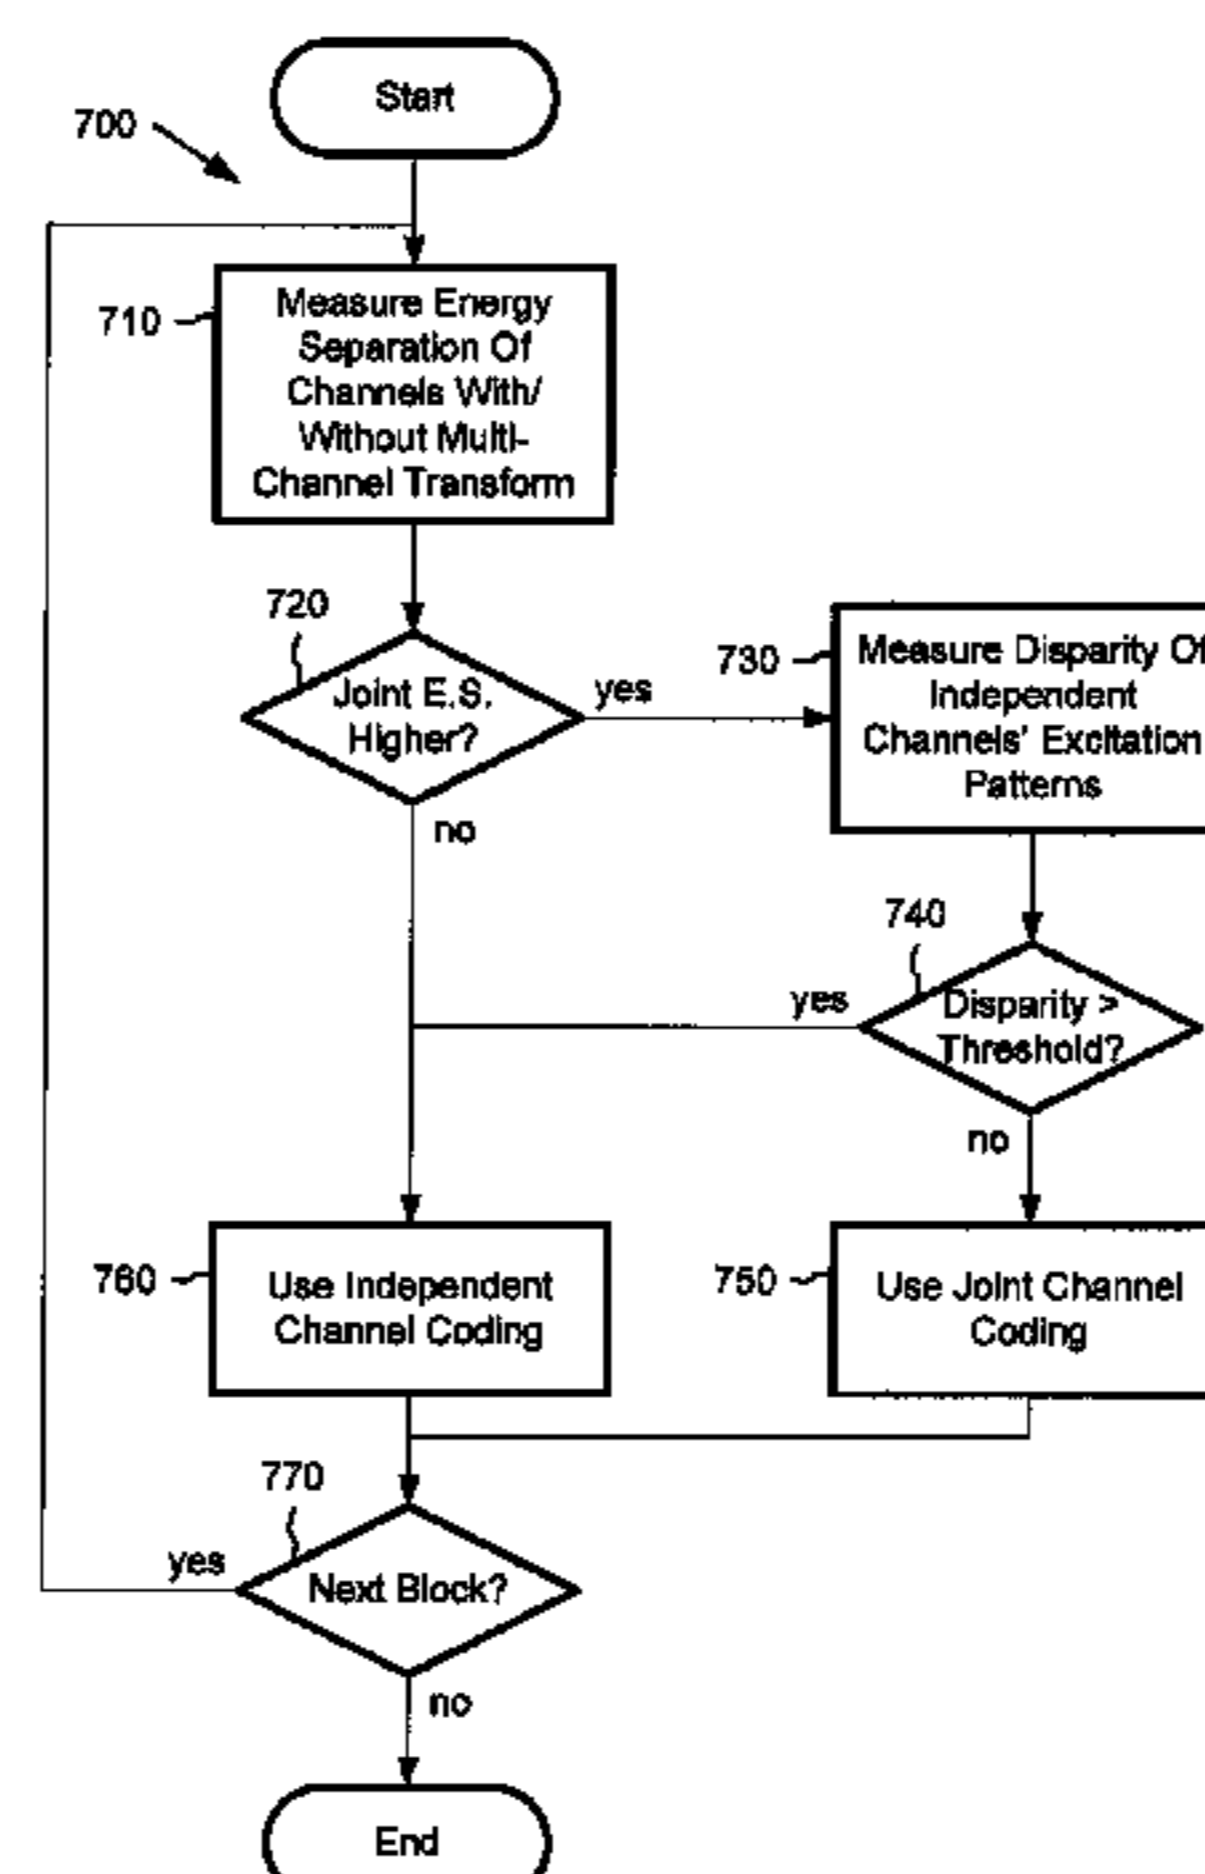 Start
700
710
Measure Energy
Separation Of
Channels With/
Without Multi-
Channel Transform
720
Joint E.S.
Higher?
yes
no
730
Measure Disparity Of
Independent
Channels' Excitation
Patterns
740
yes
Disparity >
Threshold?
no
760
Use Independent
Channel Coding
750
Use Joint Channel
Coding
770
yes
Next Block?
no
End